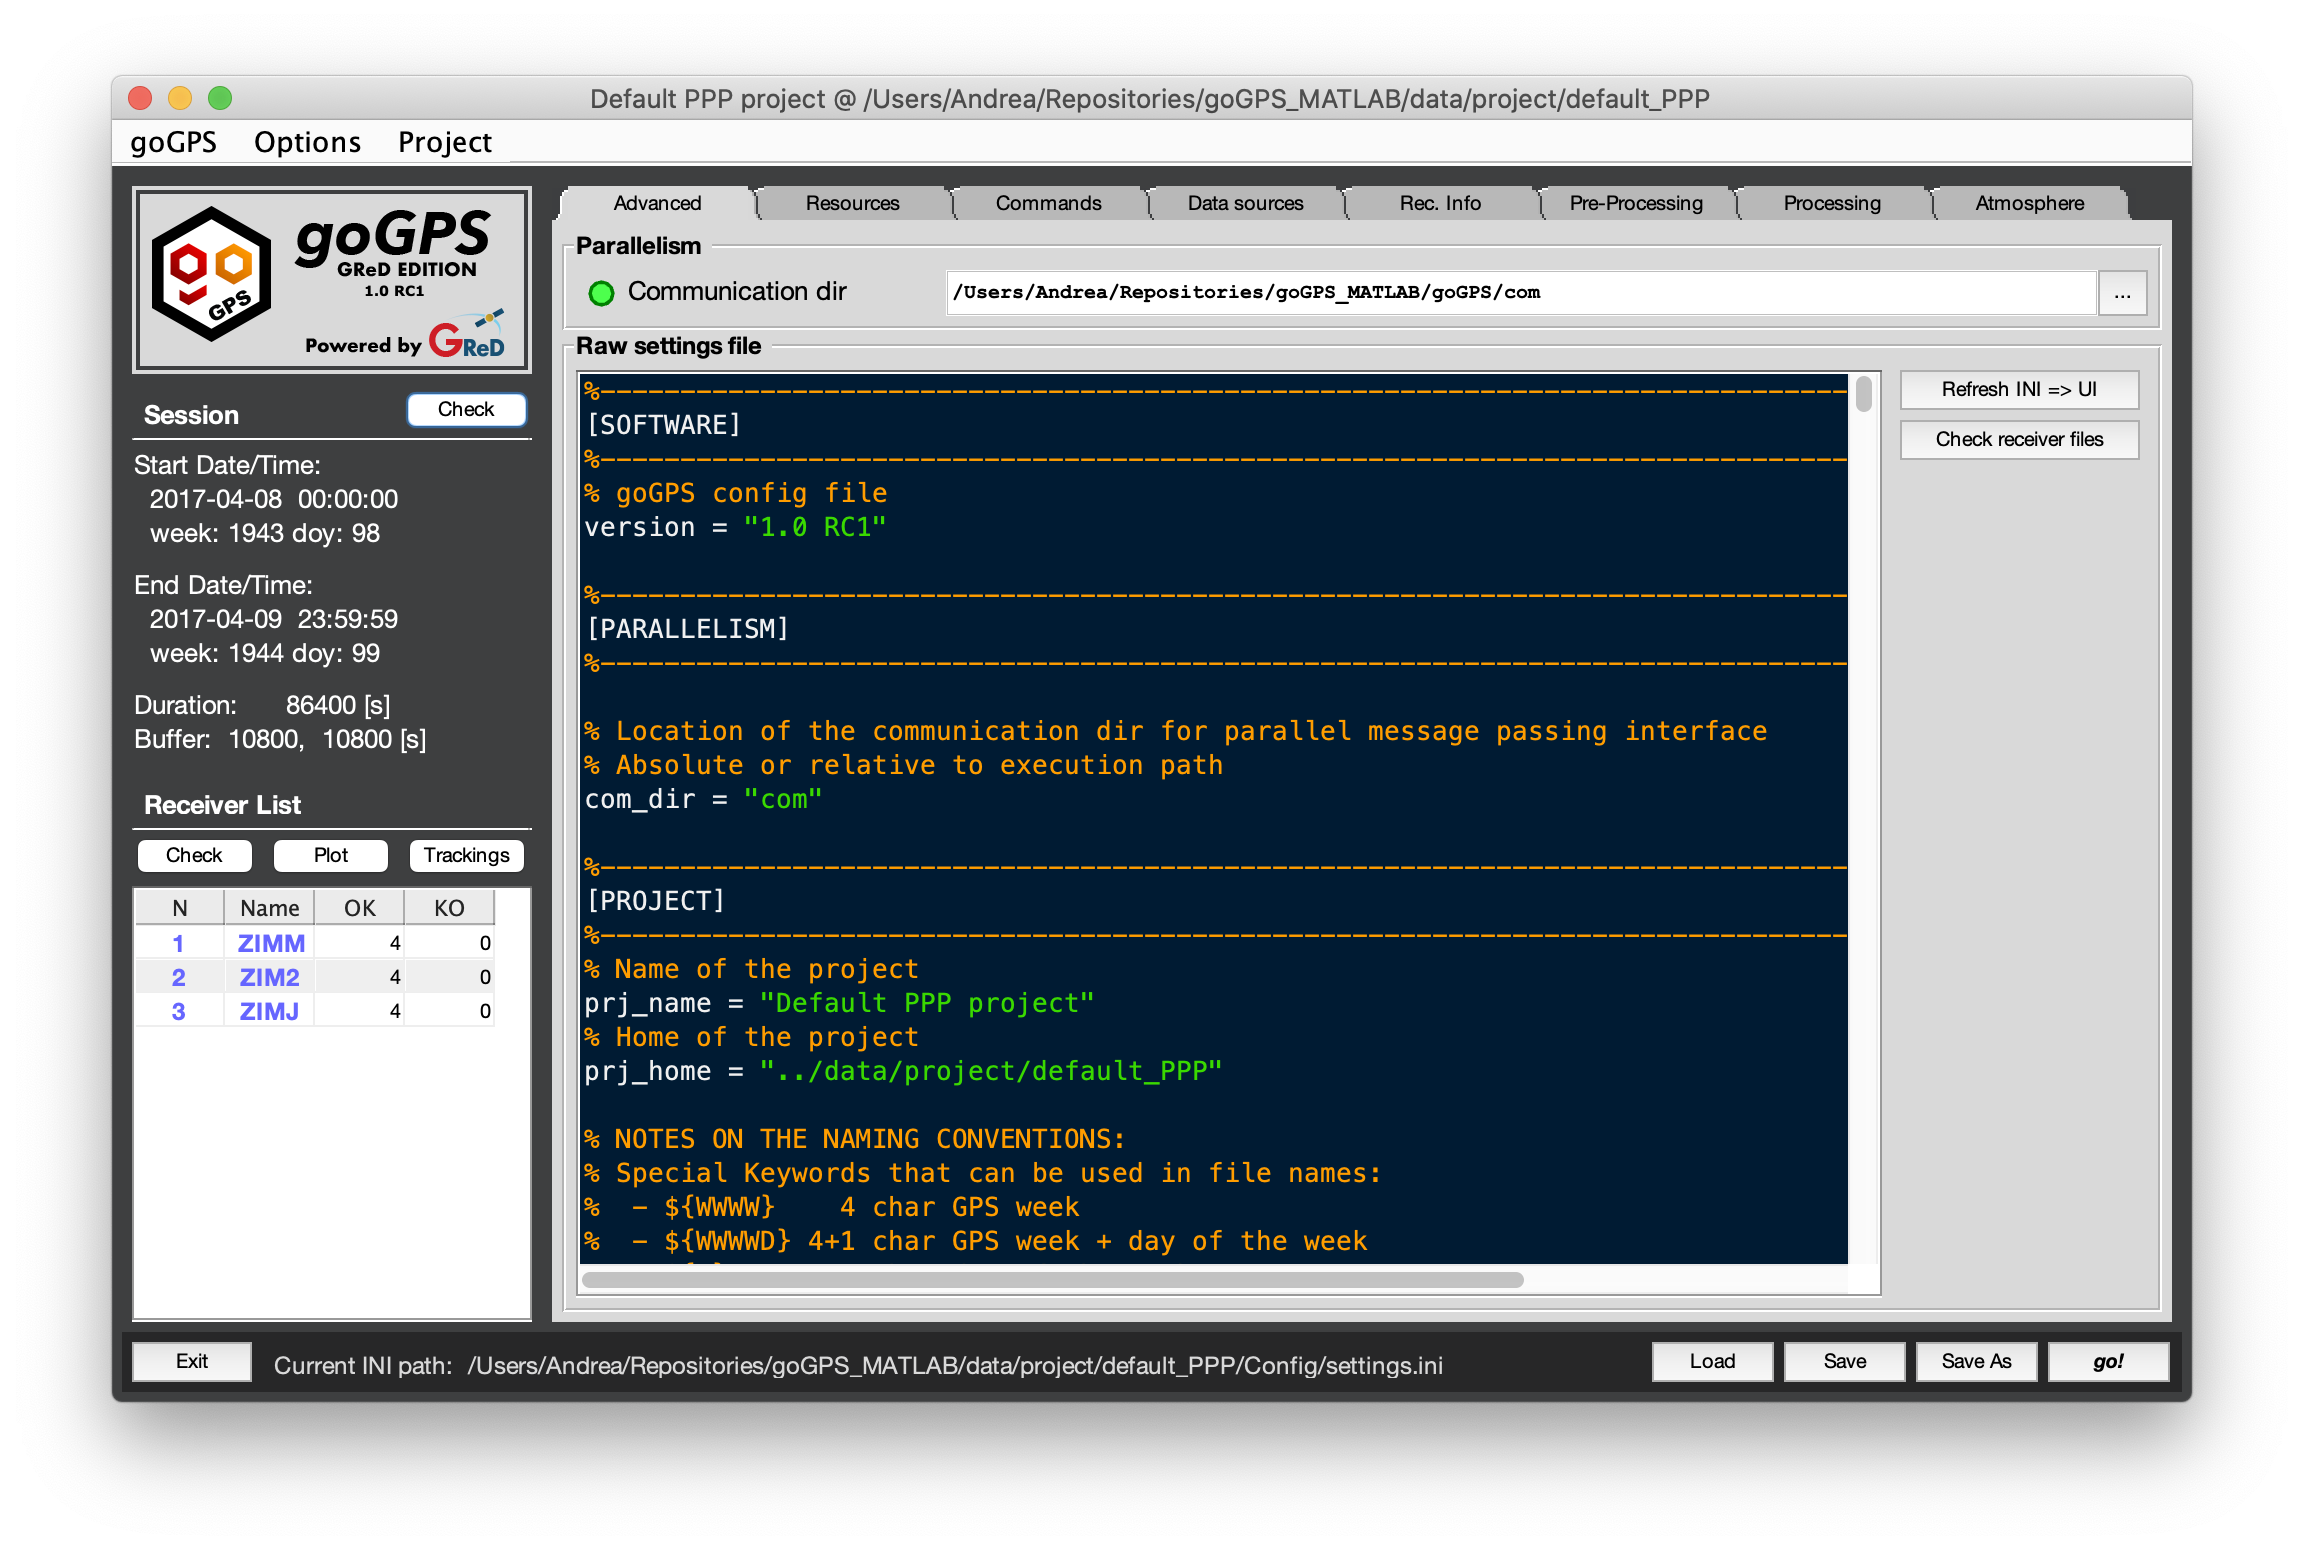 Default PPP project @ /Users/Andrea/Repositories/goGPS_MATLAB/data/project/default_PPP
goGPS Options Project
go GPS
goGPS
GReD EDITION
1.0 RC1
Powered by GReD
Session Check
Start Date/Time:
2017-04-08 00:00:00
week: 1943 doy: 98
End Date/Time:
2017-04-09 23:59:59
week: 1944 doy: 99
Duration: 86400 [s]
Buffer: 10800, 10800 [s]
Receiver List
Check Plot Trackings
N Name OK KO
1 ZIMM 4 0
2 ZIM2 4 0
3 ZIMJ 4 0
Advanced Resources Commands Data sources Rec. Info Pre-Processing Processing Atmosphere
Parallelism
Communication dir /Users/Andrea/Repositories/goGPS_MATLAB/goGPS/com ...
Raw settings file
%------------------------------------------------------------------------------
[SOFTWARE]
%------------------------------------------------------------------------------
% goGPS config file
version = "1.0 RC1"
%------------------------------------------------------------------------------
[PARALLELISM]
%------------------------------------------------------------------------------
% Location of the communication dir for parallel message passing interface
% Absolute or relative to execution path
com_dir = "com"
%------------------------------------------------------------------------------
[PROJECT]
%------------------------------------------------------------------------------
% Name of the project
prj_name = "Default PPP project"
% Home of the project
prj_home = "../data/project/default_PPP"
% NOTES ON THE NAMING CONVENTIONS:
% Special Keywords that can be used in file names:
%  - ${WWWW}    4 char GPS week
%  - ${WWWWD} 4+1 char GPS week + day of the week
Refresh INI => UI
Check receiver files
Exit Current INI path: /Users/Andrea/Repositories/goGPS_MATLAB/data/project/default_PPP/Config/settings.ini Load Save Save As go!